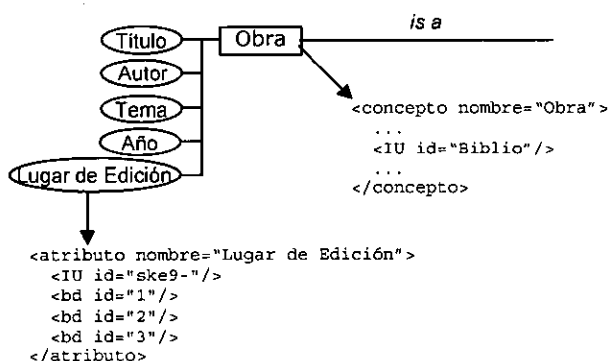 is a
Título
Obra
Autor
Tema
Año
Lugar de Edición
<concepto nombre="Obra">
...
<IU id="Biblio"/>
...
</concepto>
<atributo nombre="Lugar de Edición">
<IU id="ske9-"/>
<bd id="1"/>
<bd id="2"/>
<bd id="3"/>
</atributo>